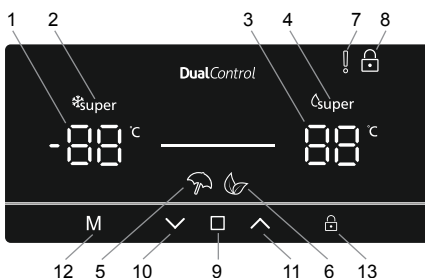 1 2 3 4 7 8
DualControl
super super
-88 °C 88 °C
M
12 5 10 9 11 6 13